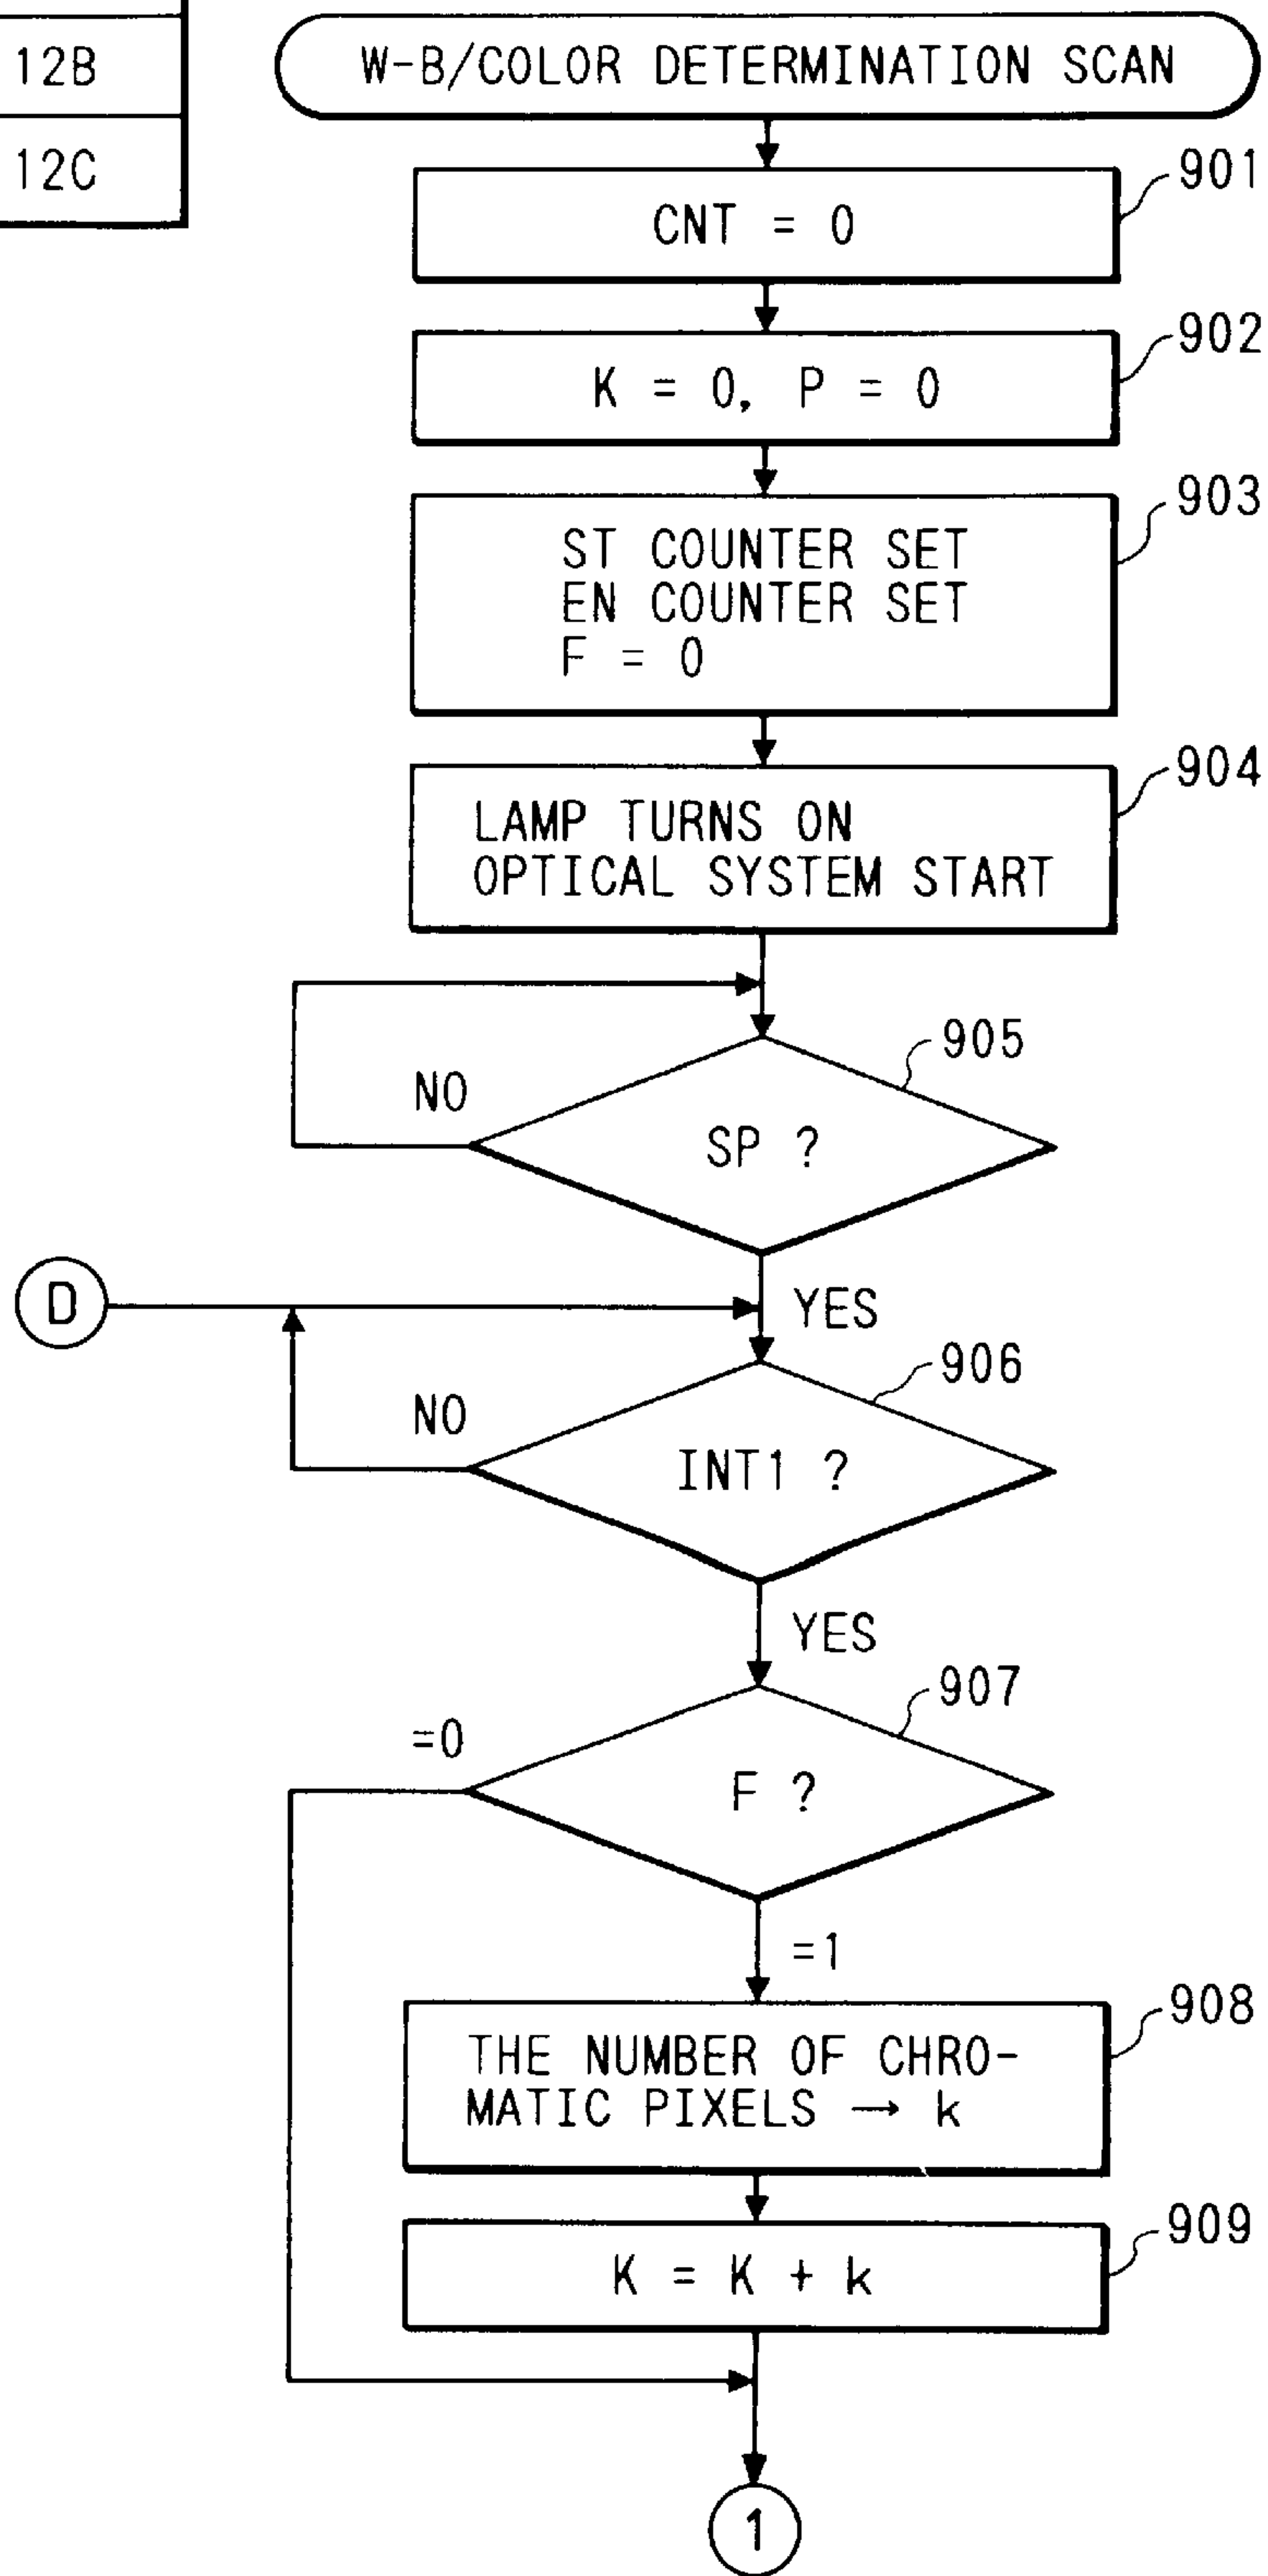 12B
12C
W-B/COLOR DETERMINATION SCAN
901
CNT = 0
902
K = 0, P = 0
903
ST COUNTER SET
EN COUNTER SET
F = 0
904
LAMP TURNS ON
OPTICAL SYSTEM START
905
NO
SP ?
D
YES
906
NO
INT1 ?
YES
907
=0
F ?
=1
908
THE NUMBER OF CHRO-
MATIC PIXELS → k
909
K = K + k
1